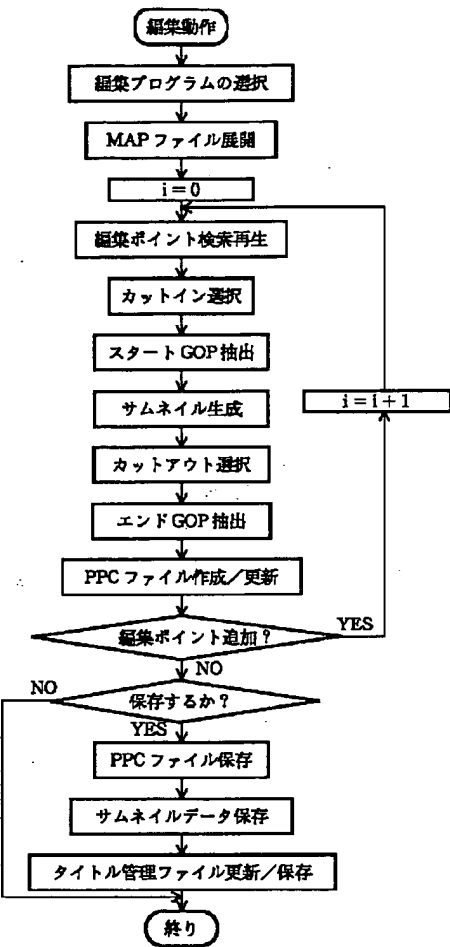 編集動作
編集プログラムの選択
MAPファイル展開
i=0
編集ポイント検索再生
カットイン選択
スタートGOP抽出
i=i+1
サムネイル生成
カットアウト選択
エンドGOP抽出
PPCファイル作成／更新
編集ポイント追加？
YES
NO
保存するか？
NO
YES
PPCファイル保存
サムネイルデータ保存
タイトル管理ファイル更新／保存
終り